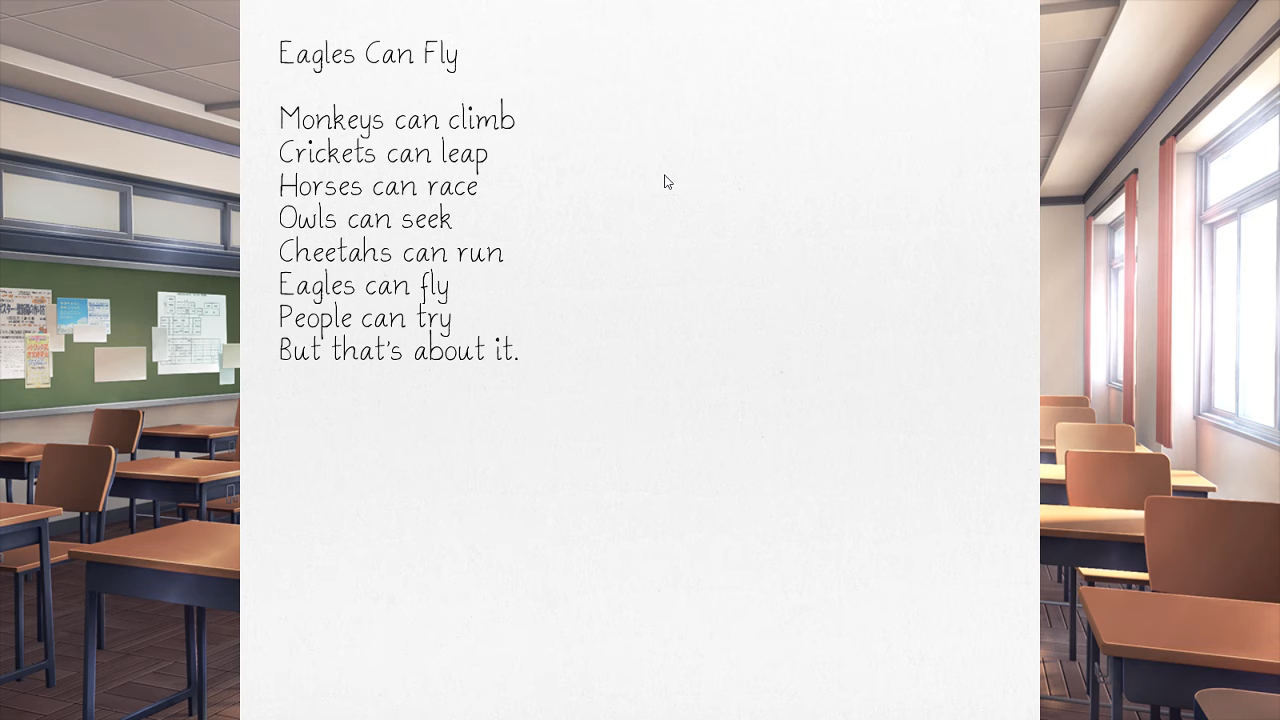 Eagles Can Fly
Monkeys can climb
Crickets can leap
Horses can race
Owls can seek
Cheetahs can run
Eagles can fly
People can try
But that's about it.